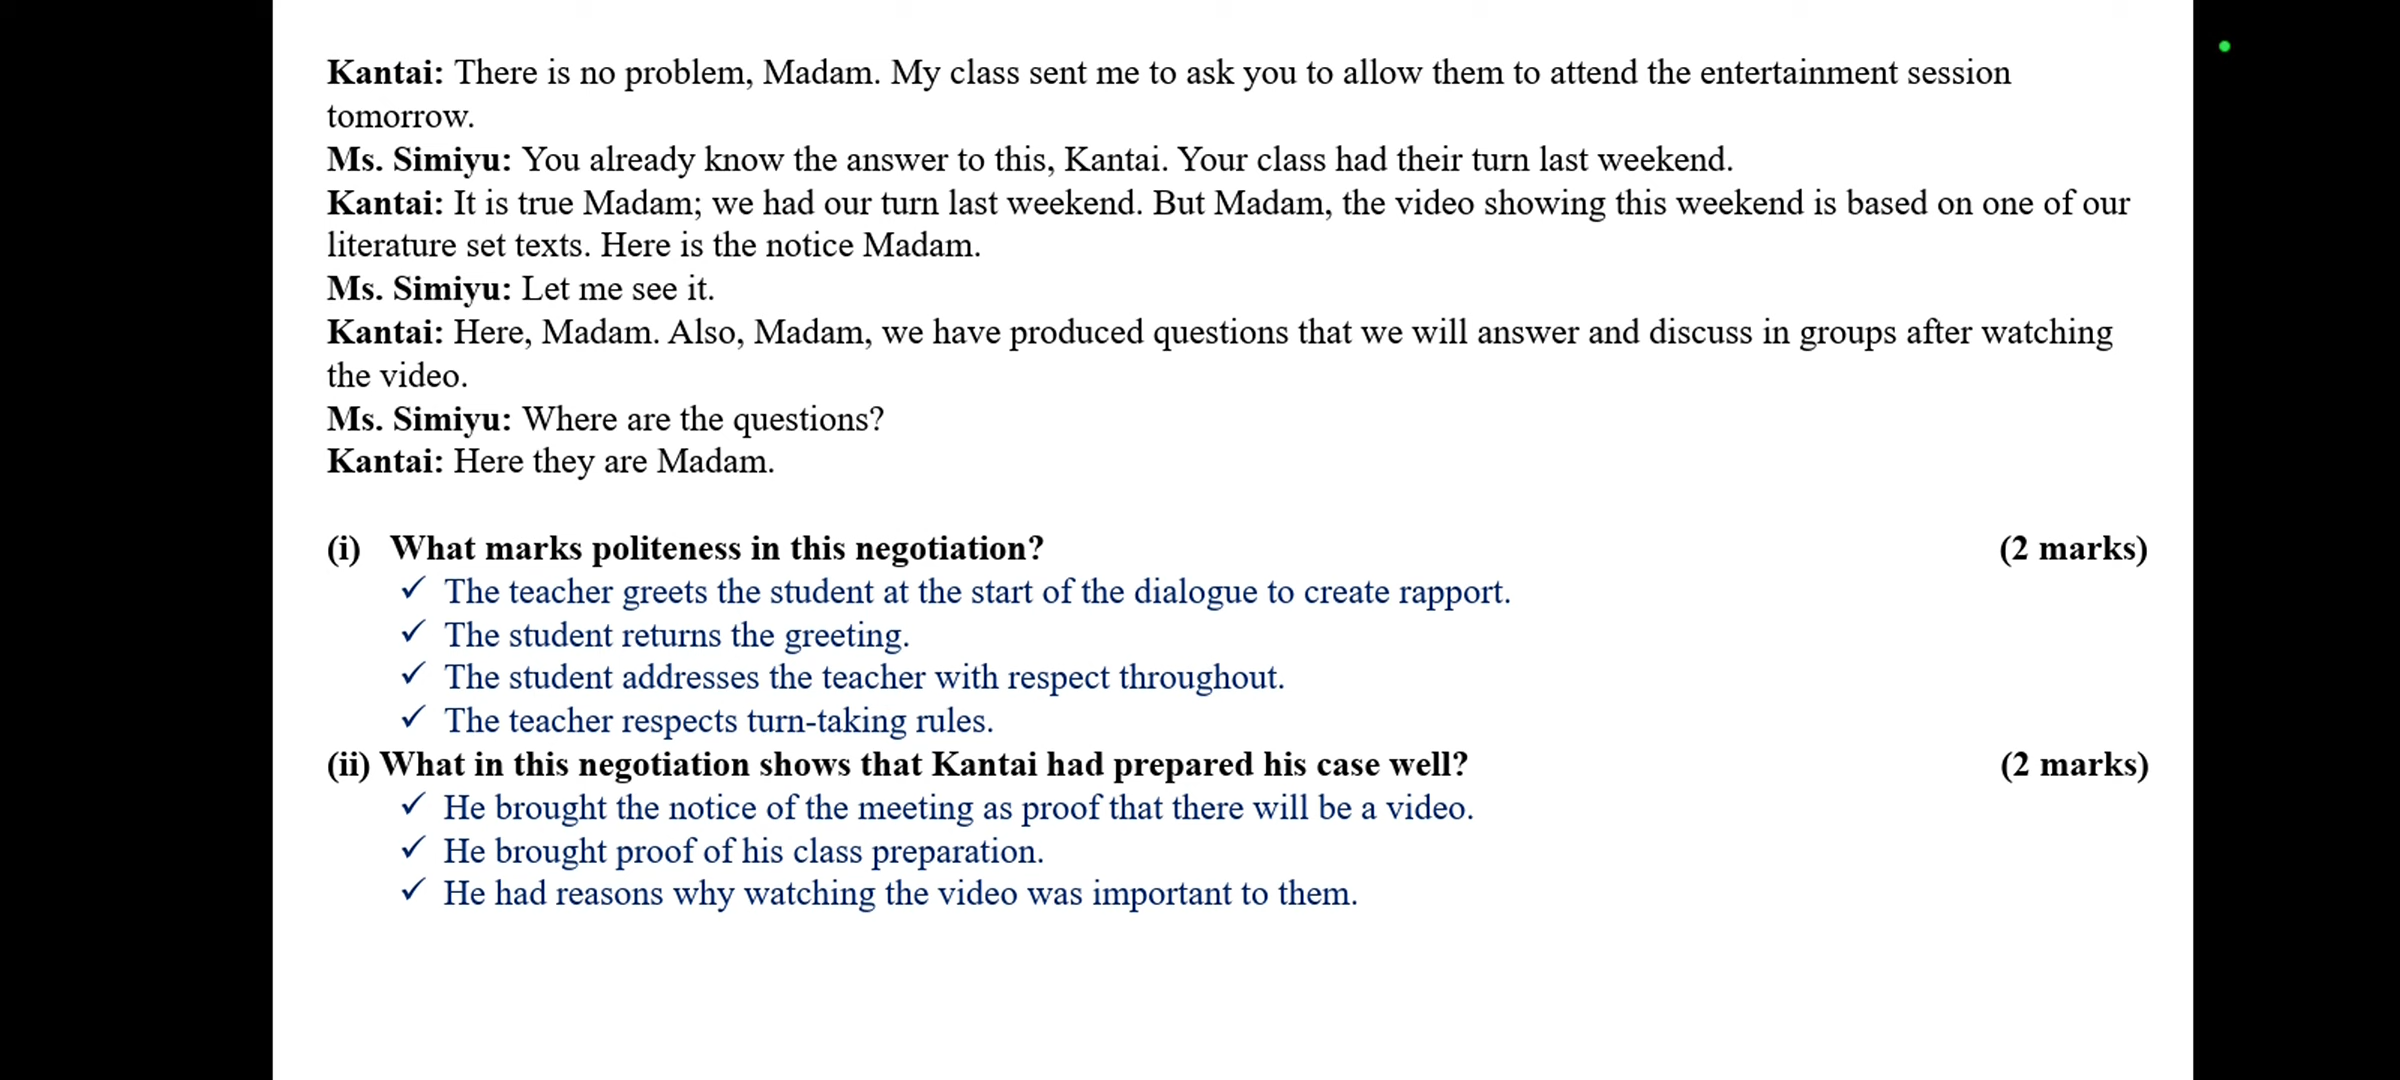 Kantai: There is no problem, Madam. My class sent me to ask you to allow them to attend the entertainment session
tomorrow.
Ms. Simiyu: You already know the answer to this, Kantai. Your class had their turn last weekend.
Kantai: It is true Madam; we had our turn last weekend. But Madam, the video showing this weekend is based on one of our
literature set texts. Here is the notice Madam.
Ms. Simiyu: Let me see it.
Kantai: Here, Madam. Also, Madam, we have produced questions that we will answer and discuss in groups after watching
the video.
Ms. Simiyu: Where are the questions?
Kantai: Here they are Madam.
(i) What marks politeness in this negotiation? (2 marks)
✓ The teacher greets the student at the start of the dialogue to create rapport.
✓ The student returns the greeting.
✓ The student addresses the teacher with respect throughout.
✓ The teacher respects turn-taking rules.
(ii) What in this negotiation shows that Kantai had prepared his case well? (2 marks)
✓ He brought the notice of the meeting as proof that there will be a video.
✓ He brought proof of his class preparation.
✓ He had reasons why watching the video was important to them.